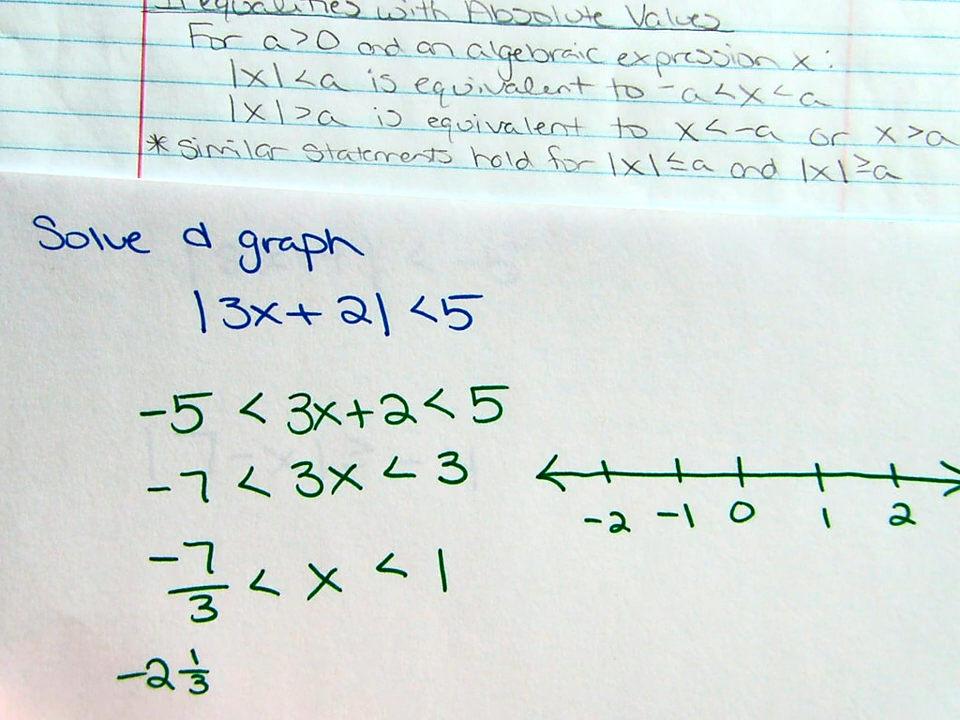 Inequalities with Absolute Values
For a>0 and an algebraic expression x:
|x|<a is equivalent to -a<x<a
|x|>a is equivalent to x<-a or x>a
* Similar statements hold for |x|≤a and |x|≥a
Solve & graph
|3x+2|<5
-5 < 3x+2 < 5
-7 < 3x < 3
-2 -1 0 1 2
-7/3 < x < 1
-2 1/3